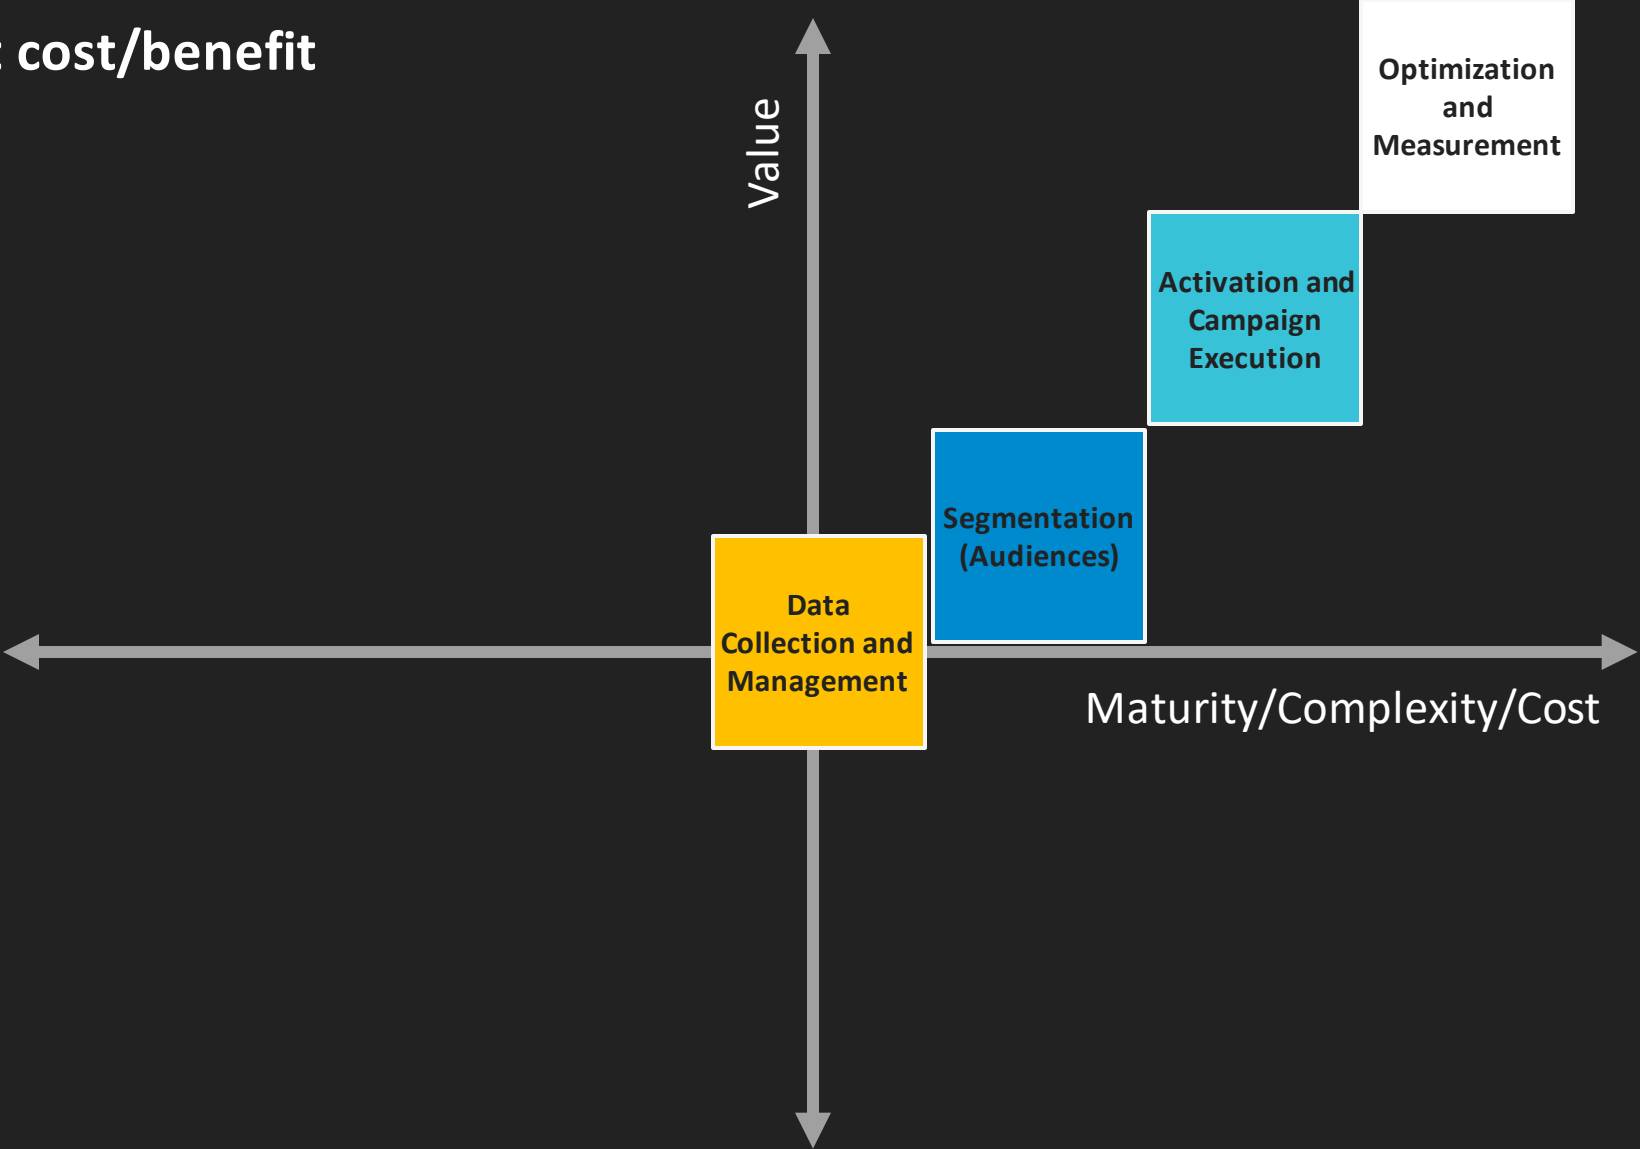 cost/benefit
Value
Optimization
and
Measurement
Activation and
Campaign
Execution
Segmentation
(Audiences)
Data
Collection and
Management
Maturity/Complexity/Cost